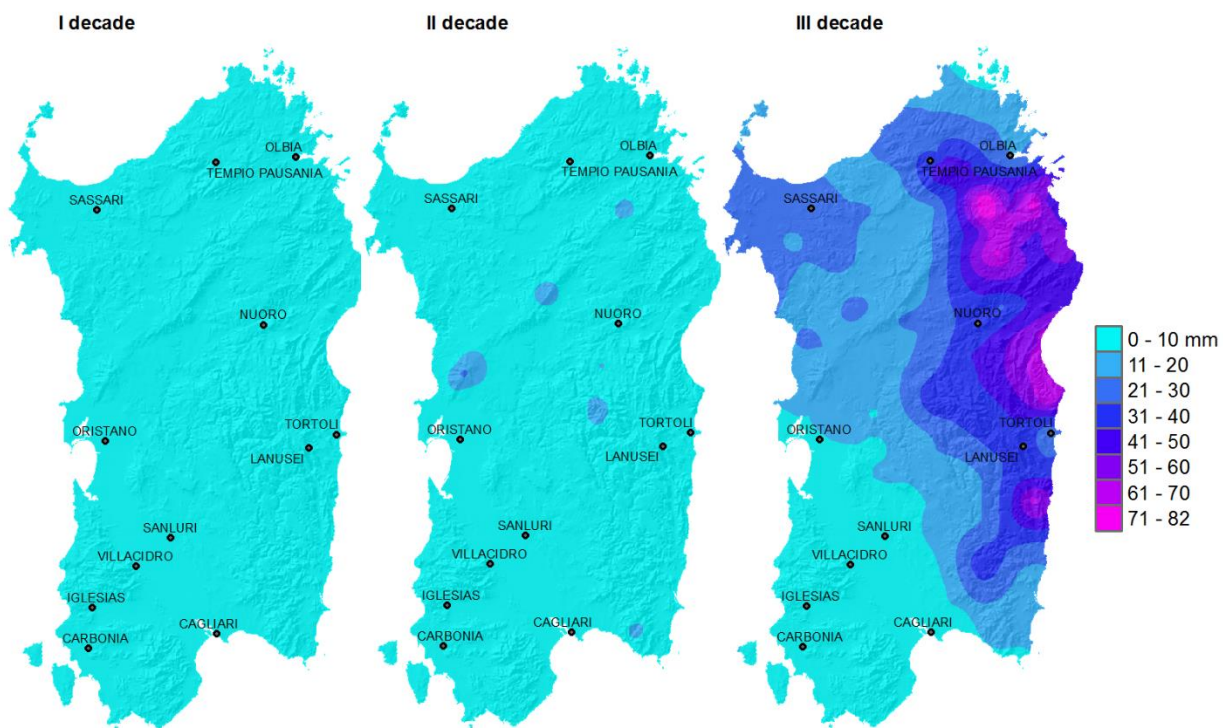 I decade
II decade
III decade
OLBIA
TEMPIO PAUSANIA
SASSARI
NUORO
ORISTANO
TORTOLI
LANUSEI
SANLURI
VILLACIDRO
IGLESIAS
CAGLIARI
CARBONIA
OLBIA
TEMPIO PAUSANIA
SASSARI
NUORO
ORISTANO
TORTOLI
LANUSEI
SANLURI
VILLACIDRO
IGLESIAS
CAGLIARI
CARBONIA
OLBIA
TEMPIO PAUSANIA
SASSARI
NUORO
ORISTANO
TORTOLI
LANUSEI
SANLURI
VILLACIDRO
IGLESIAS
CAGLIARI
CARBONIA
0 - 10 mm
11 - 20
21 - 30
31 - 40
41 - 50
51 - 60
61 - 70
71 - 82